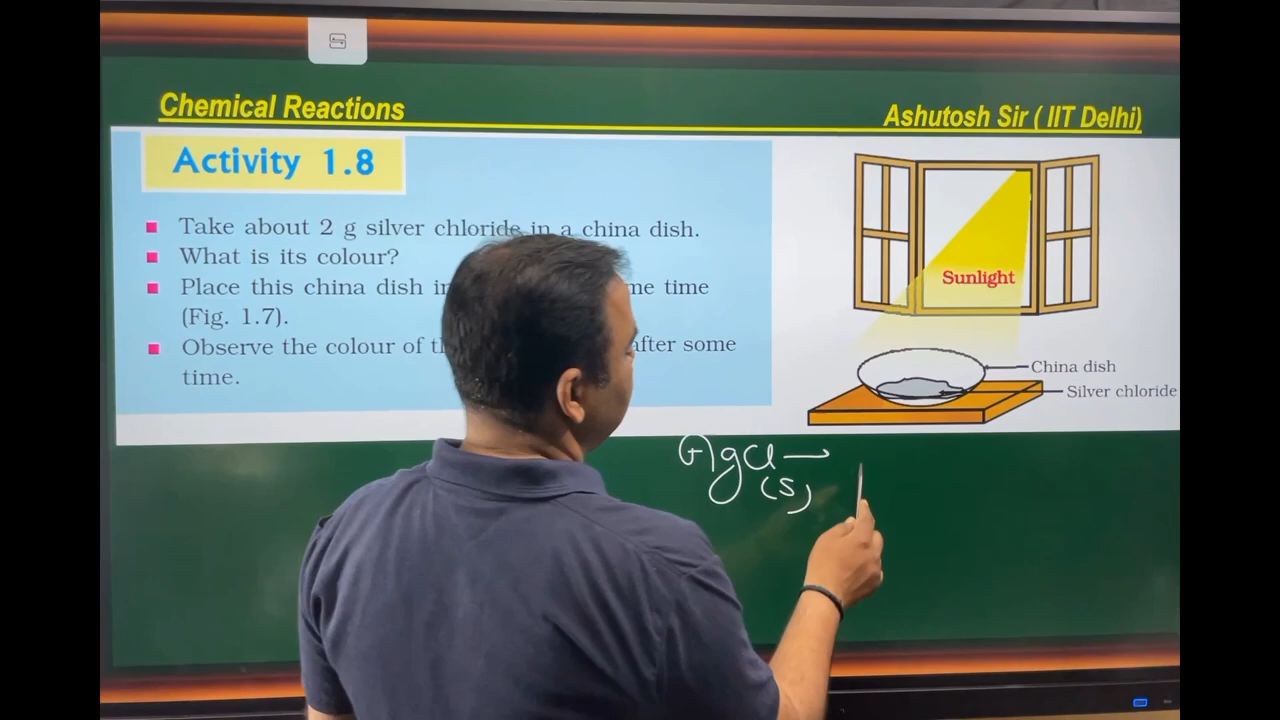 Chemical Reactions
Ashutosh Sir ( IIT Delhi)
Activity 1.8
Take about 2 g silver chloride in a china dish.
What is its colour?
Place this china dish in me time
(Fig. 1.7).
Observe the colour of t after some
time.
Sunlight
China dish
Silver chloride
AgCl →
(s)